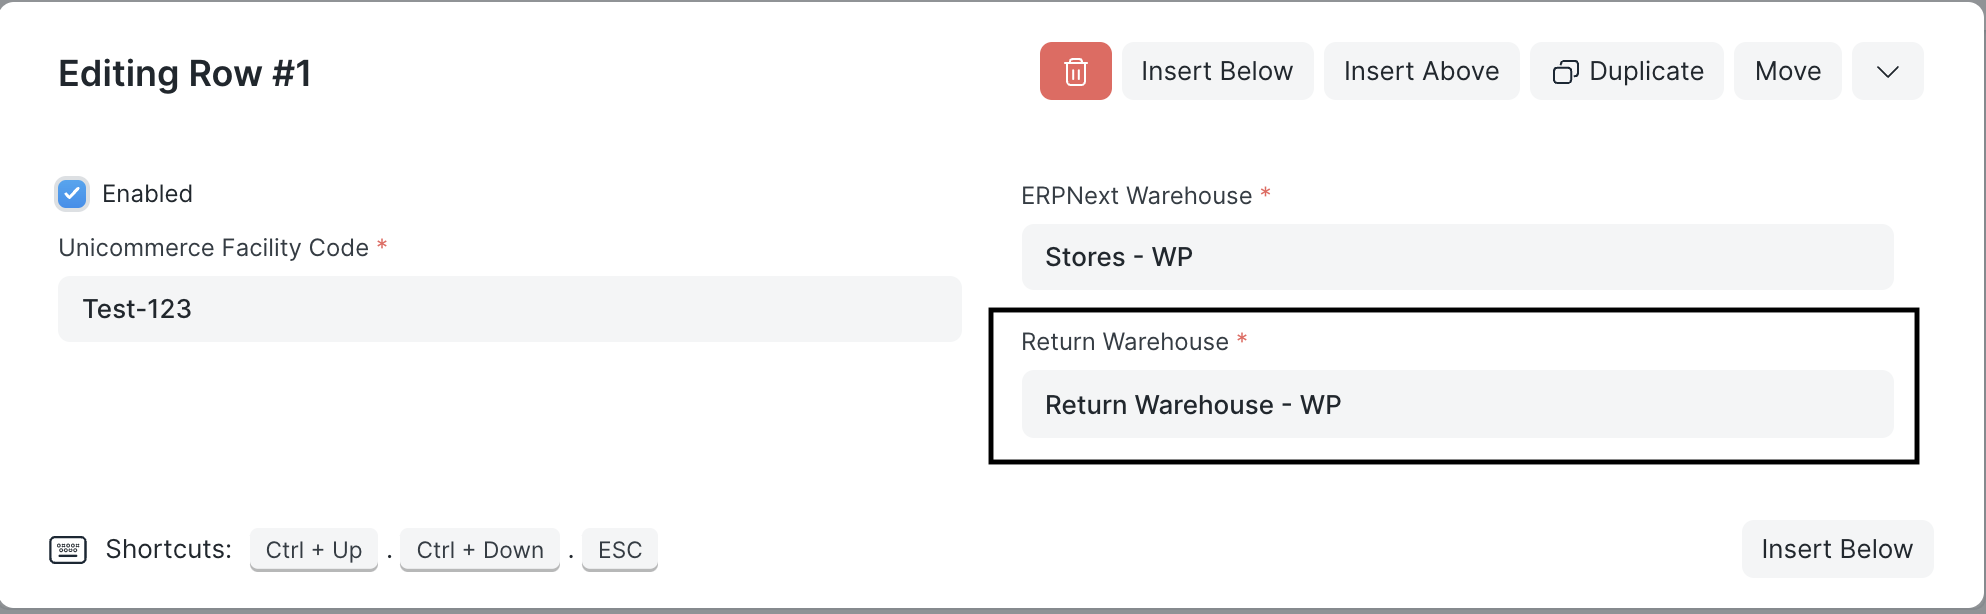 Editing Row #1
Insert Below
Insert Above
Duplicate
Move
Enabled
Unicommerce Facility Code *
Test-123
ERPNext Warehouse *
Stores - WP
Return Warehouse *
Return Warehouse - WP
Shortcuts: Ctrl + Up . Ctrl + Down . ESC
Insert Below